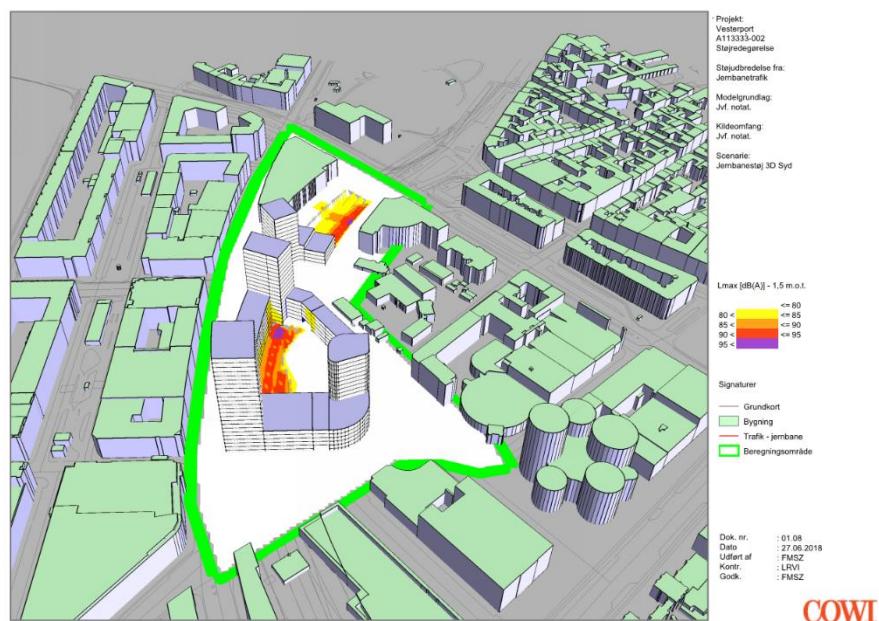 Projekt:
Vesterport
A113333-002
Støjredegørelse
Støjudbredelse fra:
Jernbanetrafik
Modelgrundlag:
Jvf. notat.
Kildeomfang:
Jvf. notat.
Scenarie:
Jernbanestøj 3D Syd
Lmax [dB(A)] - 1,5 m.o.t.
<= 80
80 < <= 85
85 < <= 90
90 < <= 95
95 <
Signaturer
Grundkort
Bygning
Trafik - jernbane
Beregningsområde
Dok. nr. : 01.08
Dato : 27.06.2018
Udført af : FMSZ
Kontr. : LRVI
Godk. : FMSZ
COWI